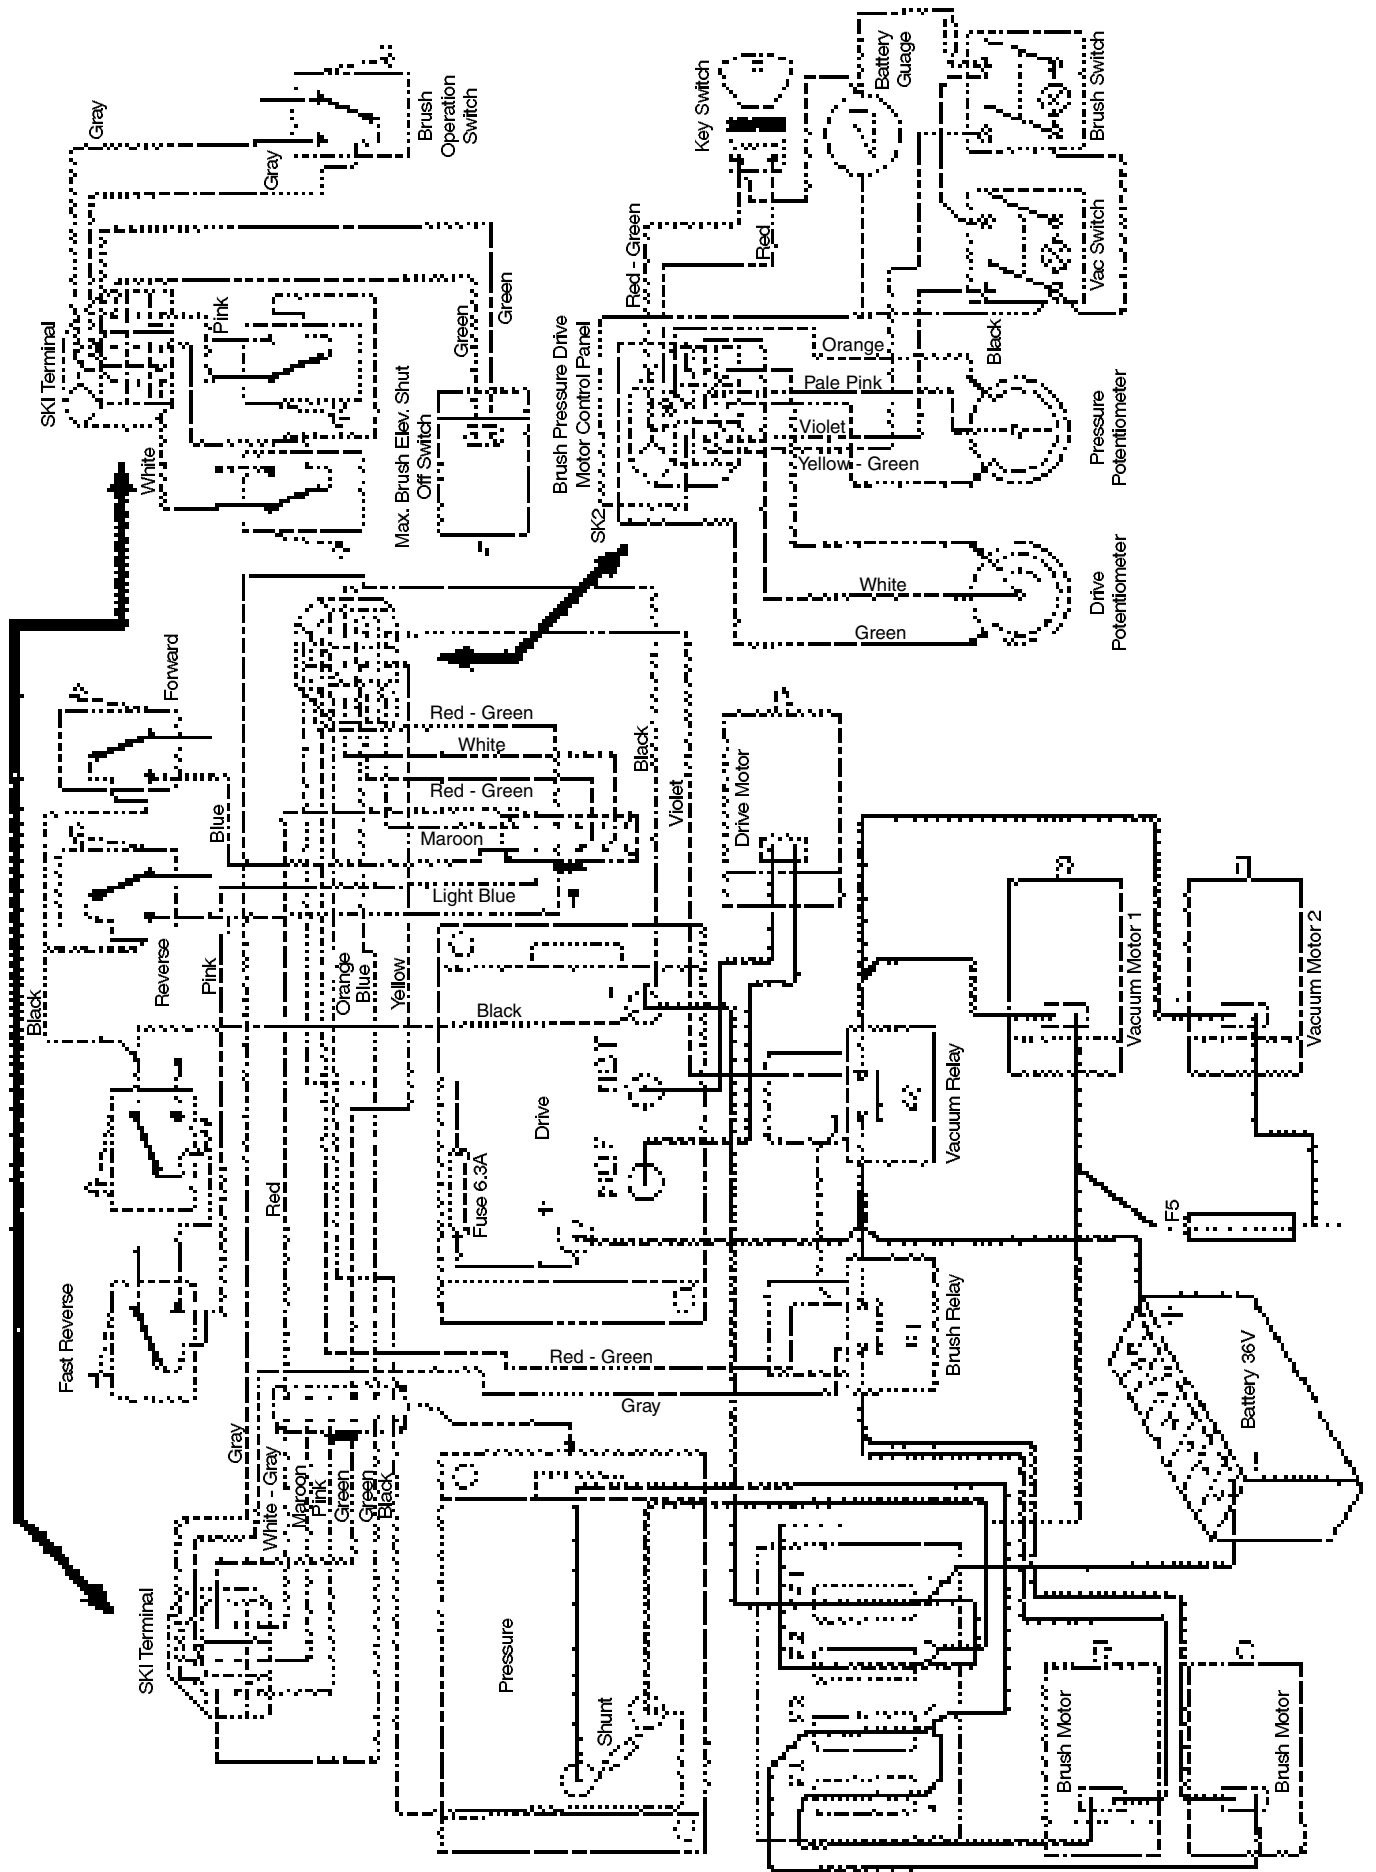 Gray
Gray
Brush
Operation
Switch
SKI Terminal
Pink
White
Green
Green
Max. Brush Elev. Shut
Off Switch
Key Switch
Battery
Guage
Brush Switch
Vac Switch
Red - Green
Red
Brush Pressure Drive
Motor Control Panel
SK2
Orange
Black
Pale Pink
Violet
Yellow - Green
Pressure
Potentiometer
White
Green
Drive
Potentiometer
Forward
Blue
Reverse
Black
Pink
Red - Green
White
Red - Green
Maroon
Light Blue
Black
Violet
Orange
Blue
Yellow
Black
Drive Motor
Vacuum Motor 1
Vacuum Motor 2
Fast Reverse
Red
Drive
Fuse 6.3A
Vacuum Relay
F5
Brush Relay
Battery 36V
Red - Green
Gray
Gray
White - Gray
Maroon
Pink
Green
Green
Black
SKI Terminal
Pressure
Shunt
Brush Motor
Brush Motor